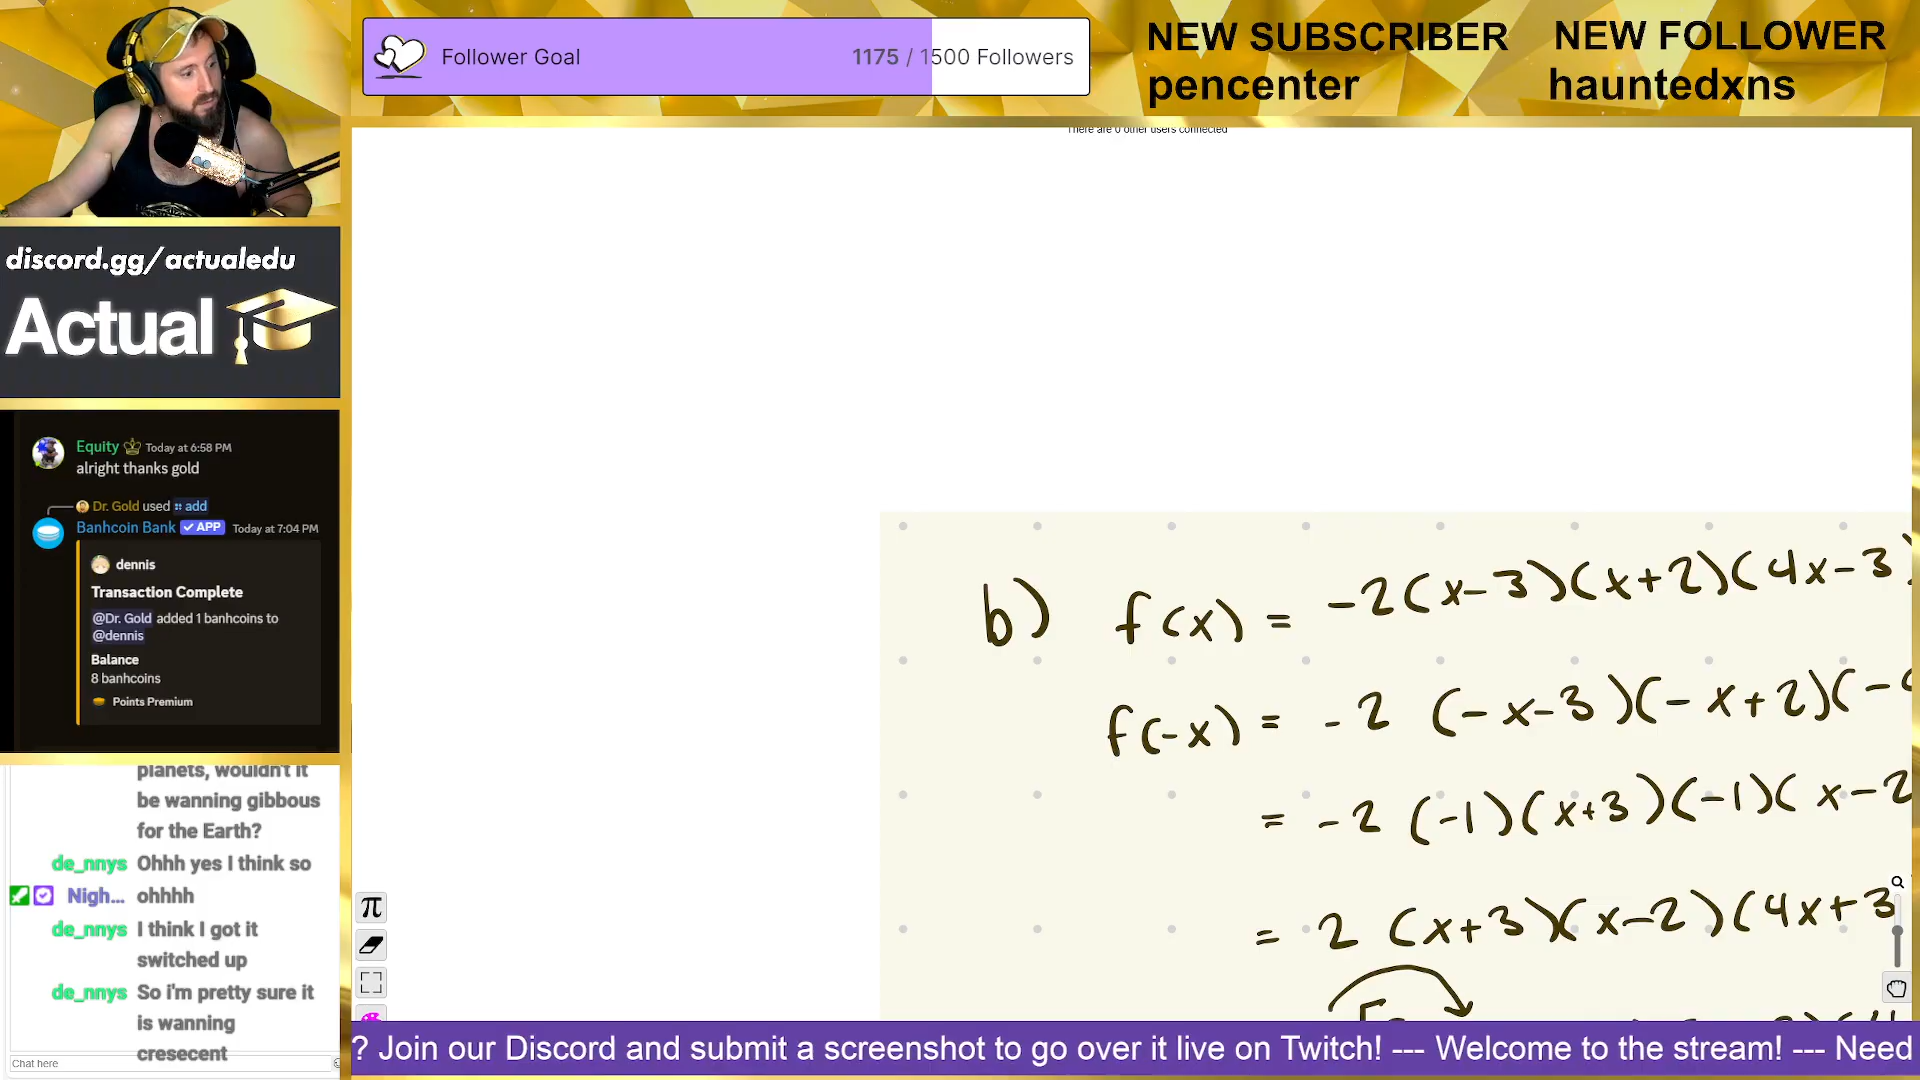 Follower Goal
1175 / 1500 Followers
NEW SUBSCRIBER
pencenter
NEW FOLLOWER
hauntedxns
There are 0 other users connected
discord.gg/actualedu
Actual
Equity Today at 6:58 PM
alright thanks gold
Dr. Gold used add
Banhcoin Bank APP Today at 7:04 PM
dennis
Transaction Complete
@Dr. Gold added 1 banhcoins to
@dennis
Balance
8 banhcoins
Points Premium
planets, wouldn't it
be wanning gibbous
for the Earth?
de_nnys Ohhh yes I think so
Nigh... ohhhh
de_nnys I think I got it
switched up
de_nnys So i'm pretty sure it
is wanning
cresecent
Chat here
b) f(x) = -2(x-3)(x+2)(4x-3)
f(-x) = -2 (-x-3)(-x+2)(-
= -2 (-1)(x+3)(-1)(x-2
= 2 (x+3)(x-2)(4x+3
π
? Join our Discord and submit a screenshot to go over it live on Twitch! --- Welcome to the stream! --- Need